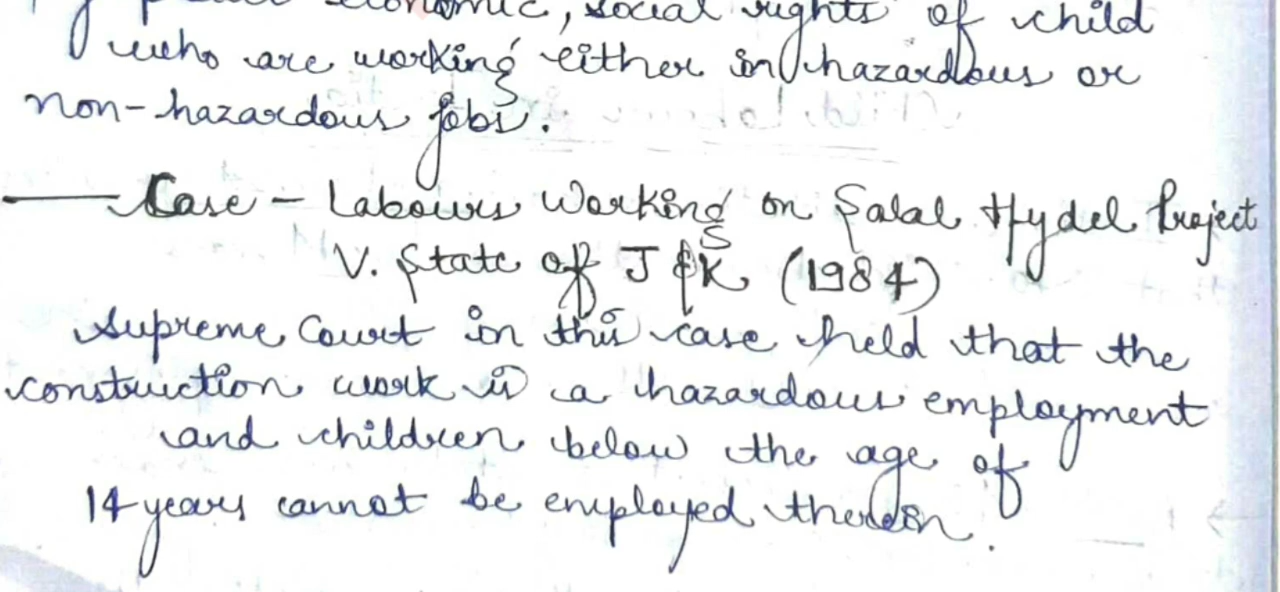 economic, social rights of child
who are working either in hazardous or
non-hazardous jobs.
— Case – Labours Working on Salal Hydel Project
V. State of J & K (1984)
Supreme Court in this case held that the
construction work is a hazardous employment
and children below the age of
14 years cannot be employed therein.